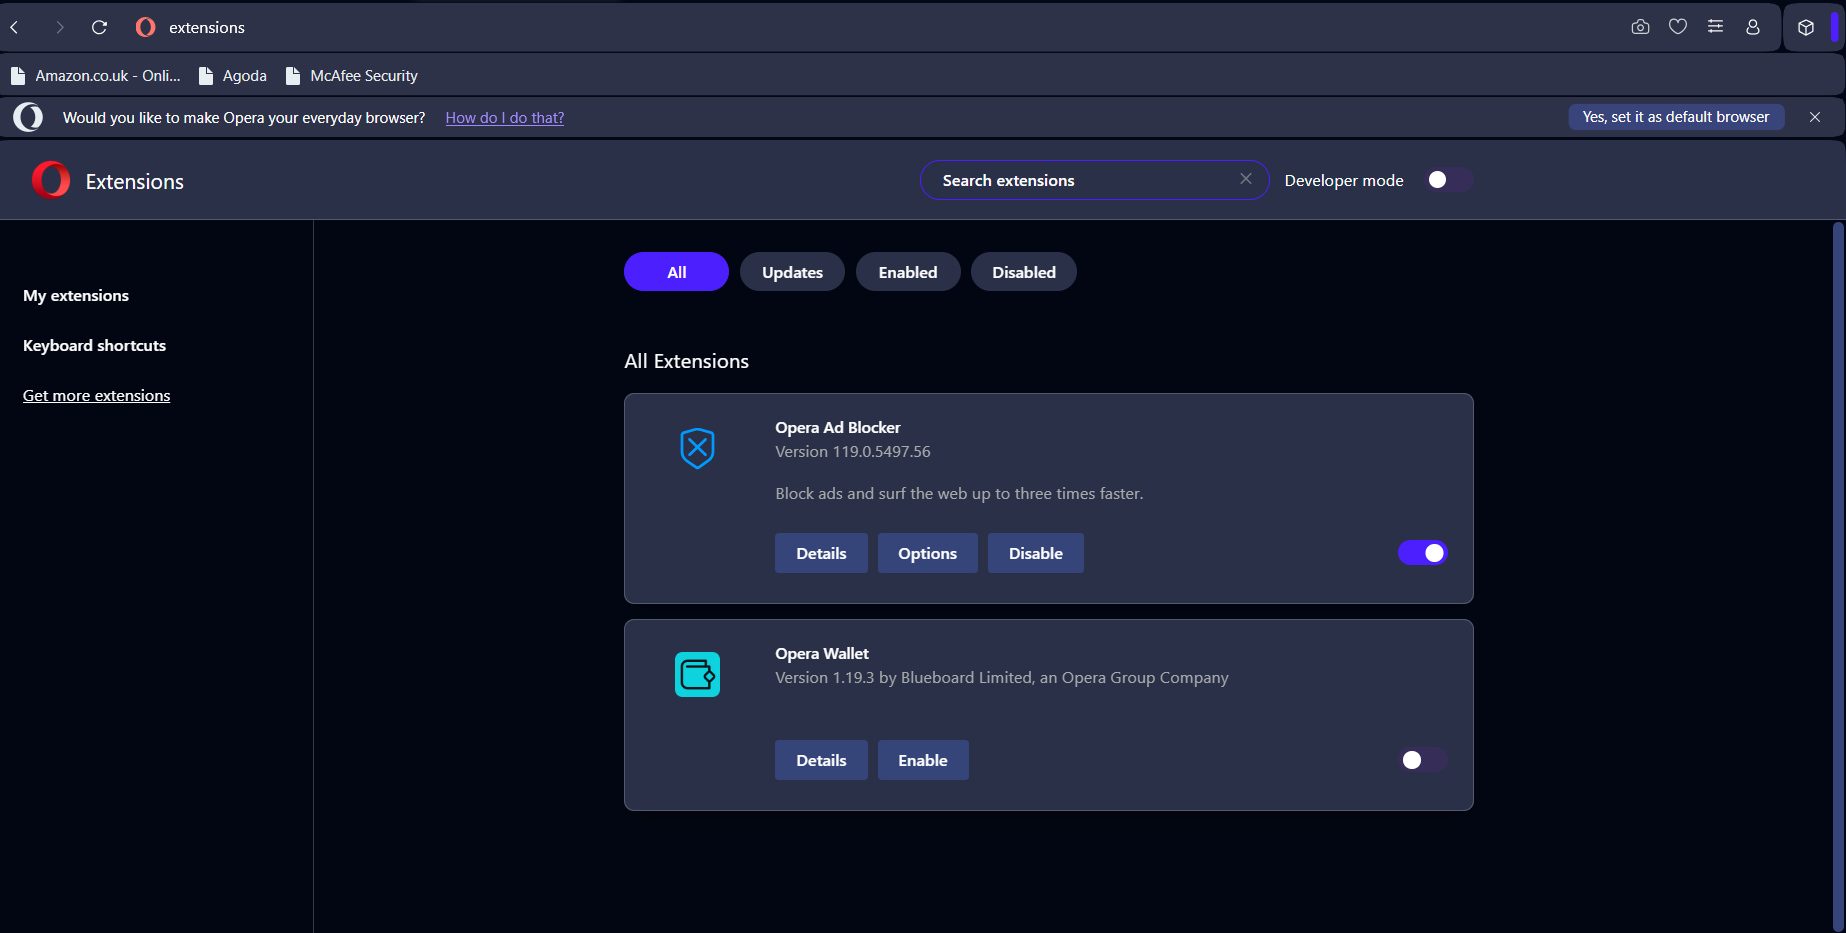 extensions
Amazon.co.uk - Onli... Agoda McAfee Security
Would you like to make Opera your everyday browser? How do I do that? Yes, set it as default browser
Extensions Search extensions Developer mode
My extensions
Keyboard shortcuts
Get more extensions
All Updates Enabled Disabled
All Extensions
Opera Ad Blocker
Version 119.0.5497.56
Block ads and surf the web up to three times faster.
Details Options Disable
Opera Wallet
Version 1.19.3 by Blueboard Limited, an Opera Group Company
Details Enable